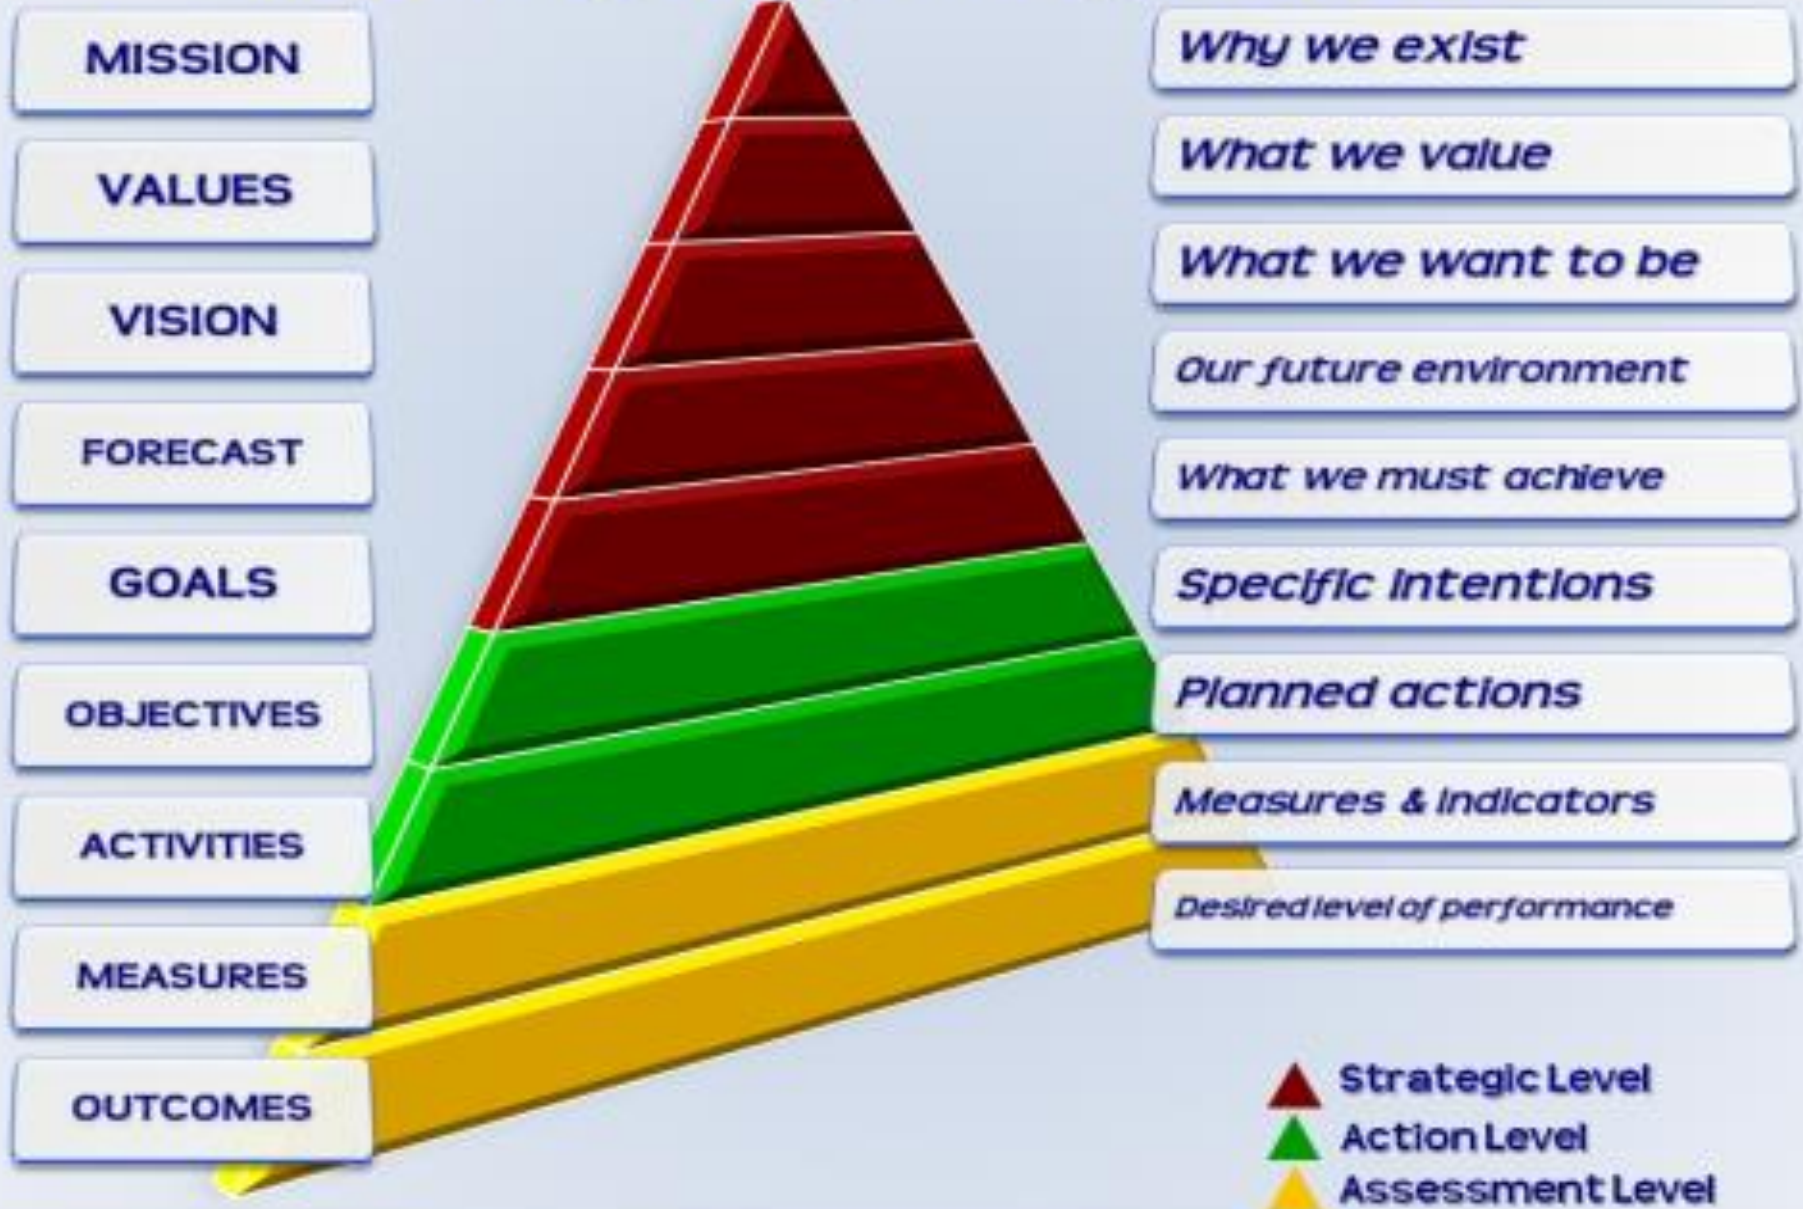 MISSION
VALUES
VISION
FORECAST
GOALS
OBJECTIVES
ACTIVITIES
MEASURES
OUTCOMES
Why we exist
What we value
What we want to be
Our future environment
What we must achieve
Specific intentions
Planned actions
Measures & indicators
Desired level of performance
Strategic Level
Action Level
Assessment Level